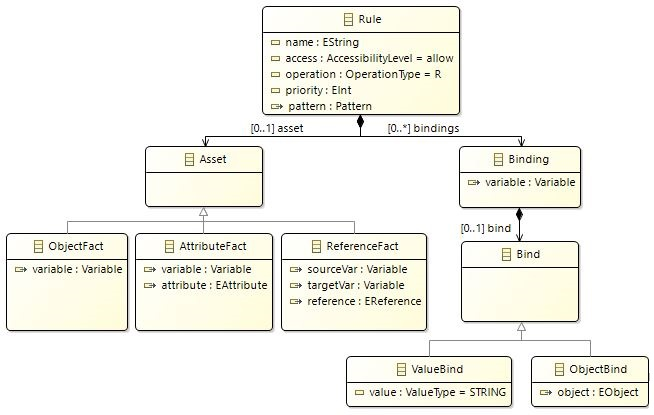 Rule
name : EString
access : AccessibilityLevel = allow
operation : OperationType = R
priority : EInt
pattern : Pattern
[0..1] asset
[0..*] bindings
Asset
Binding
variable : Variable
[0..1] bind
ObjectFact
variable : Variable
AttributeFact
variable : Variable
attribute : EAttribute
ReferenceFact
sourceVar : Variable
targetVar : Variable
reference : EReference
Bind
ValueBind
value : ValueType = STRING
ObjectBind
object : EObject